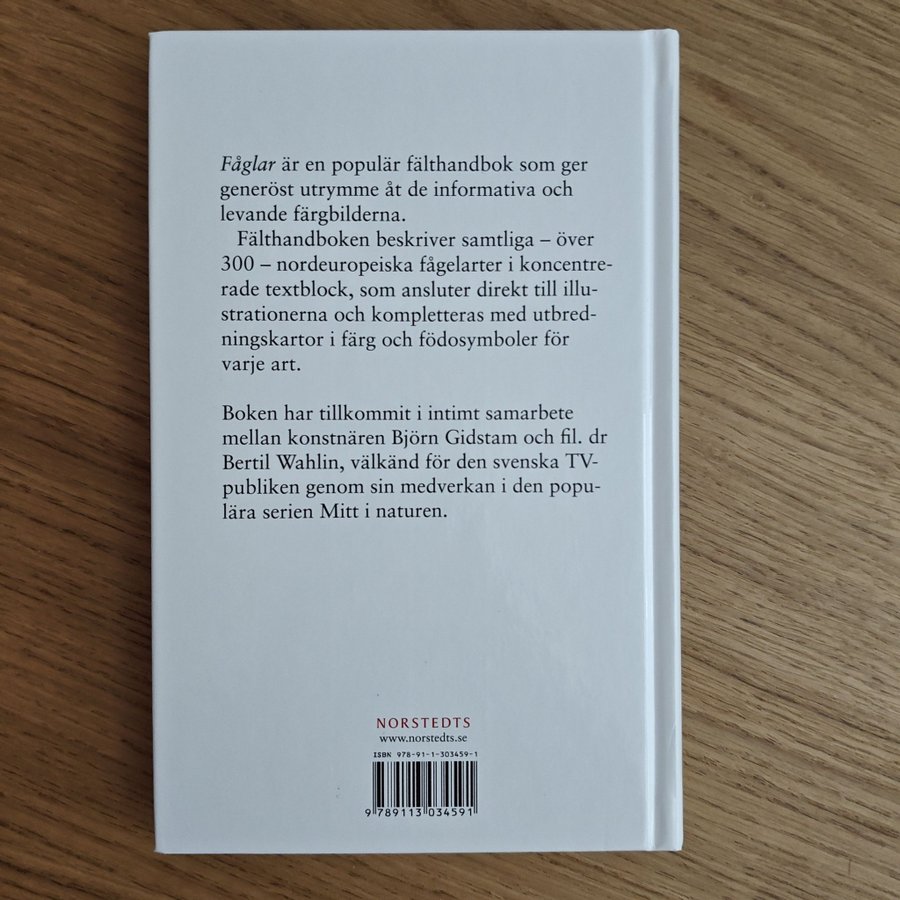 Fåglar är en populär fälthandbok som ger
generöst utrymme åt de informativa och
levande färgbilderna.
Fälthandboken beskriver samtliga – över
300 – nordeuropeiska fågelarter i koncentre-
rade textblock, som ansluter direkt till illu-
strationerna och kompletteras med utbred-
ningskartor i färg och födosymboler för
varje art.
Boken har tillkommit i intimt samarbete
mellan konstnären Björn Gidstam och fil. dr
Bertil Wahlin, välkänd för den svenska TV-
publiken genom sin medverkan i den popu-
lära serien Mitt i naturen.
NORSTEDTS
www.norstedts.se
ISBN 978-91-1-303459-1
9 789113 034591